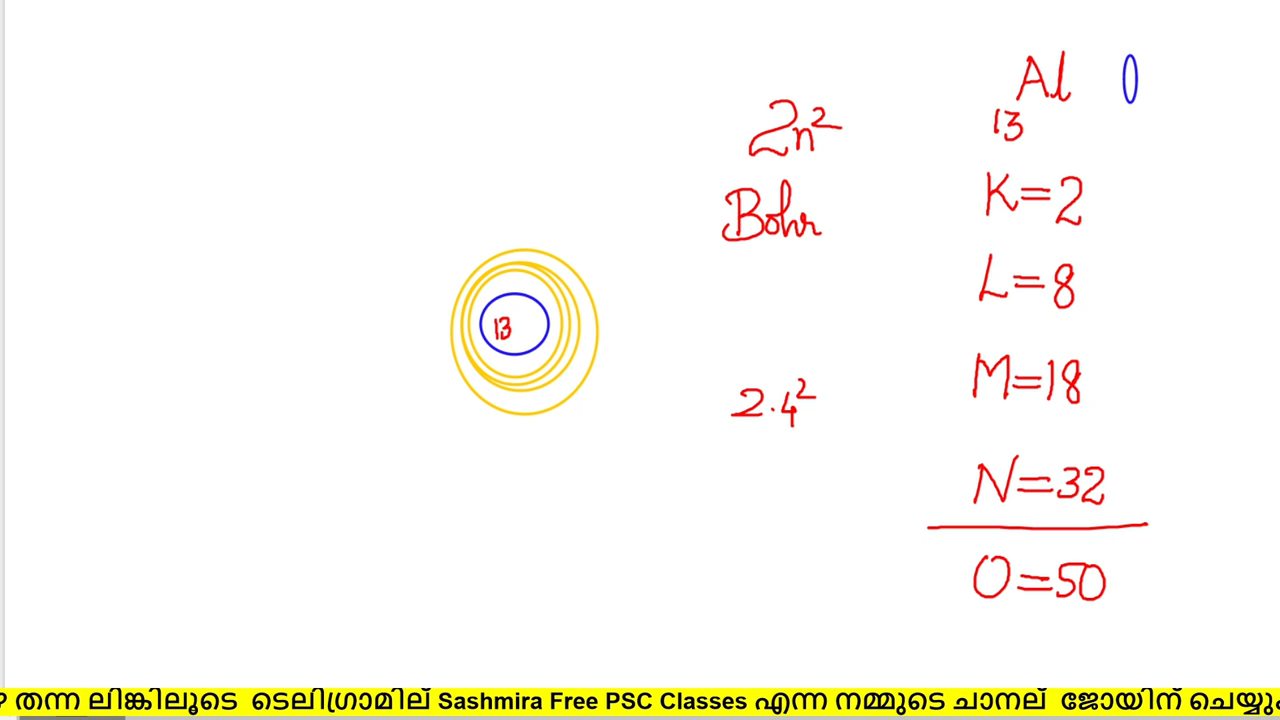 Al
2n²
13
K=2
Bohr
L=8
13
M=18
2.4²
N=32
O=50
തന്ന ലിങ്കിലൂടെ ടെലിഗ്രാമില് Sashmira Free PSC Classes എന്ന നമ്മുടെ ചാനല് ജോയിന് ചെയ്യു